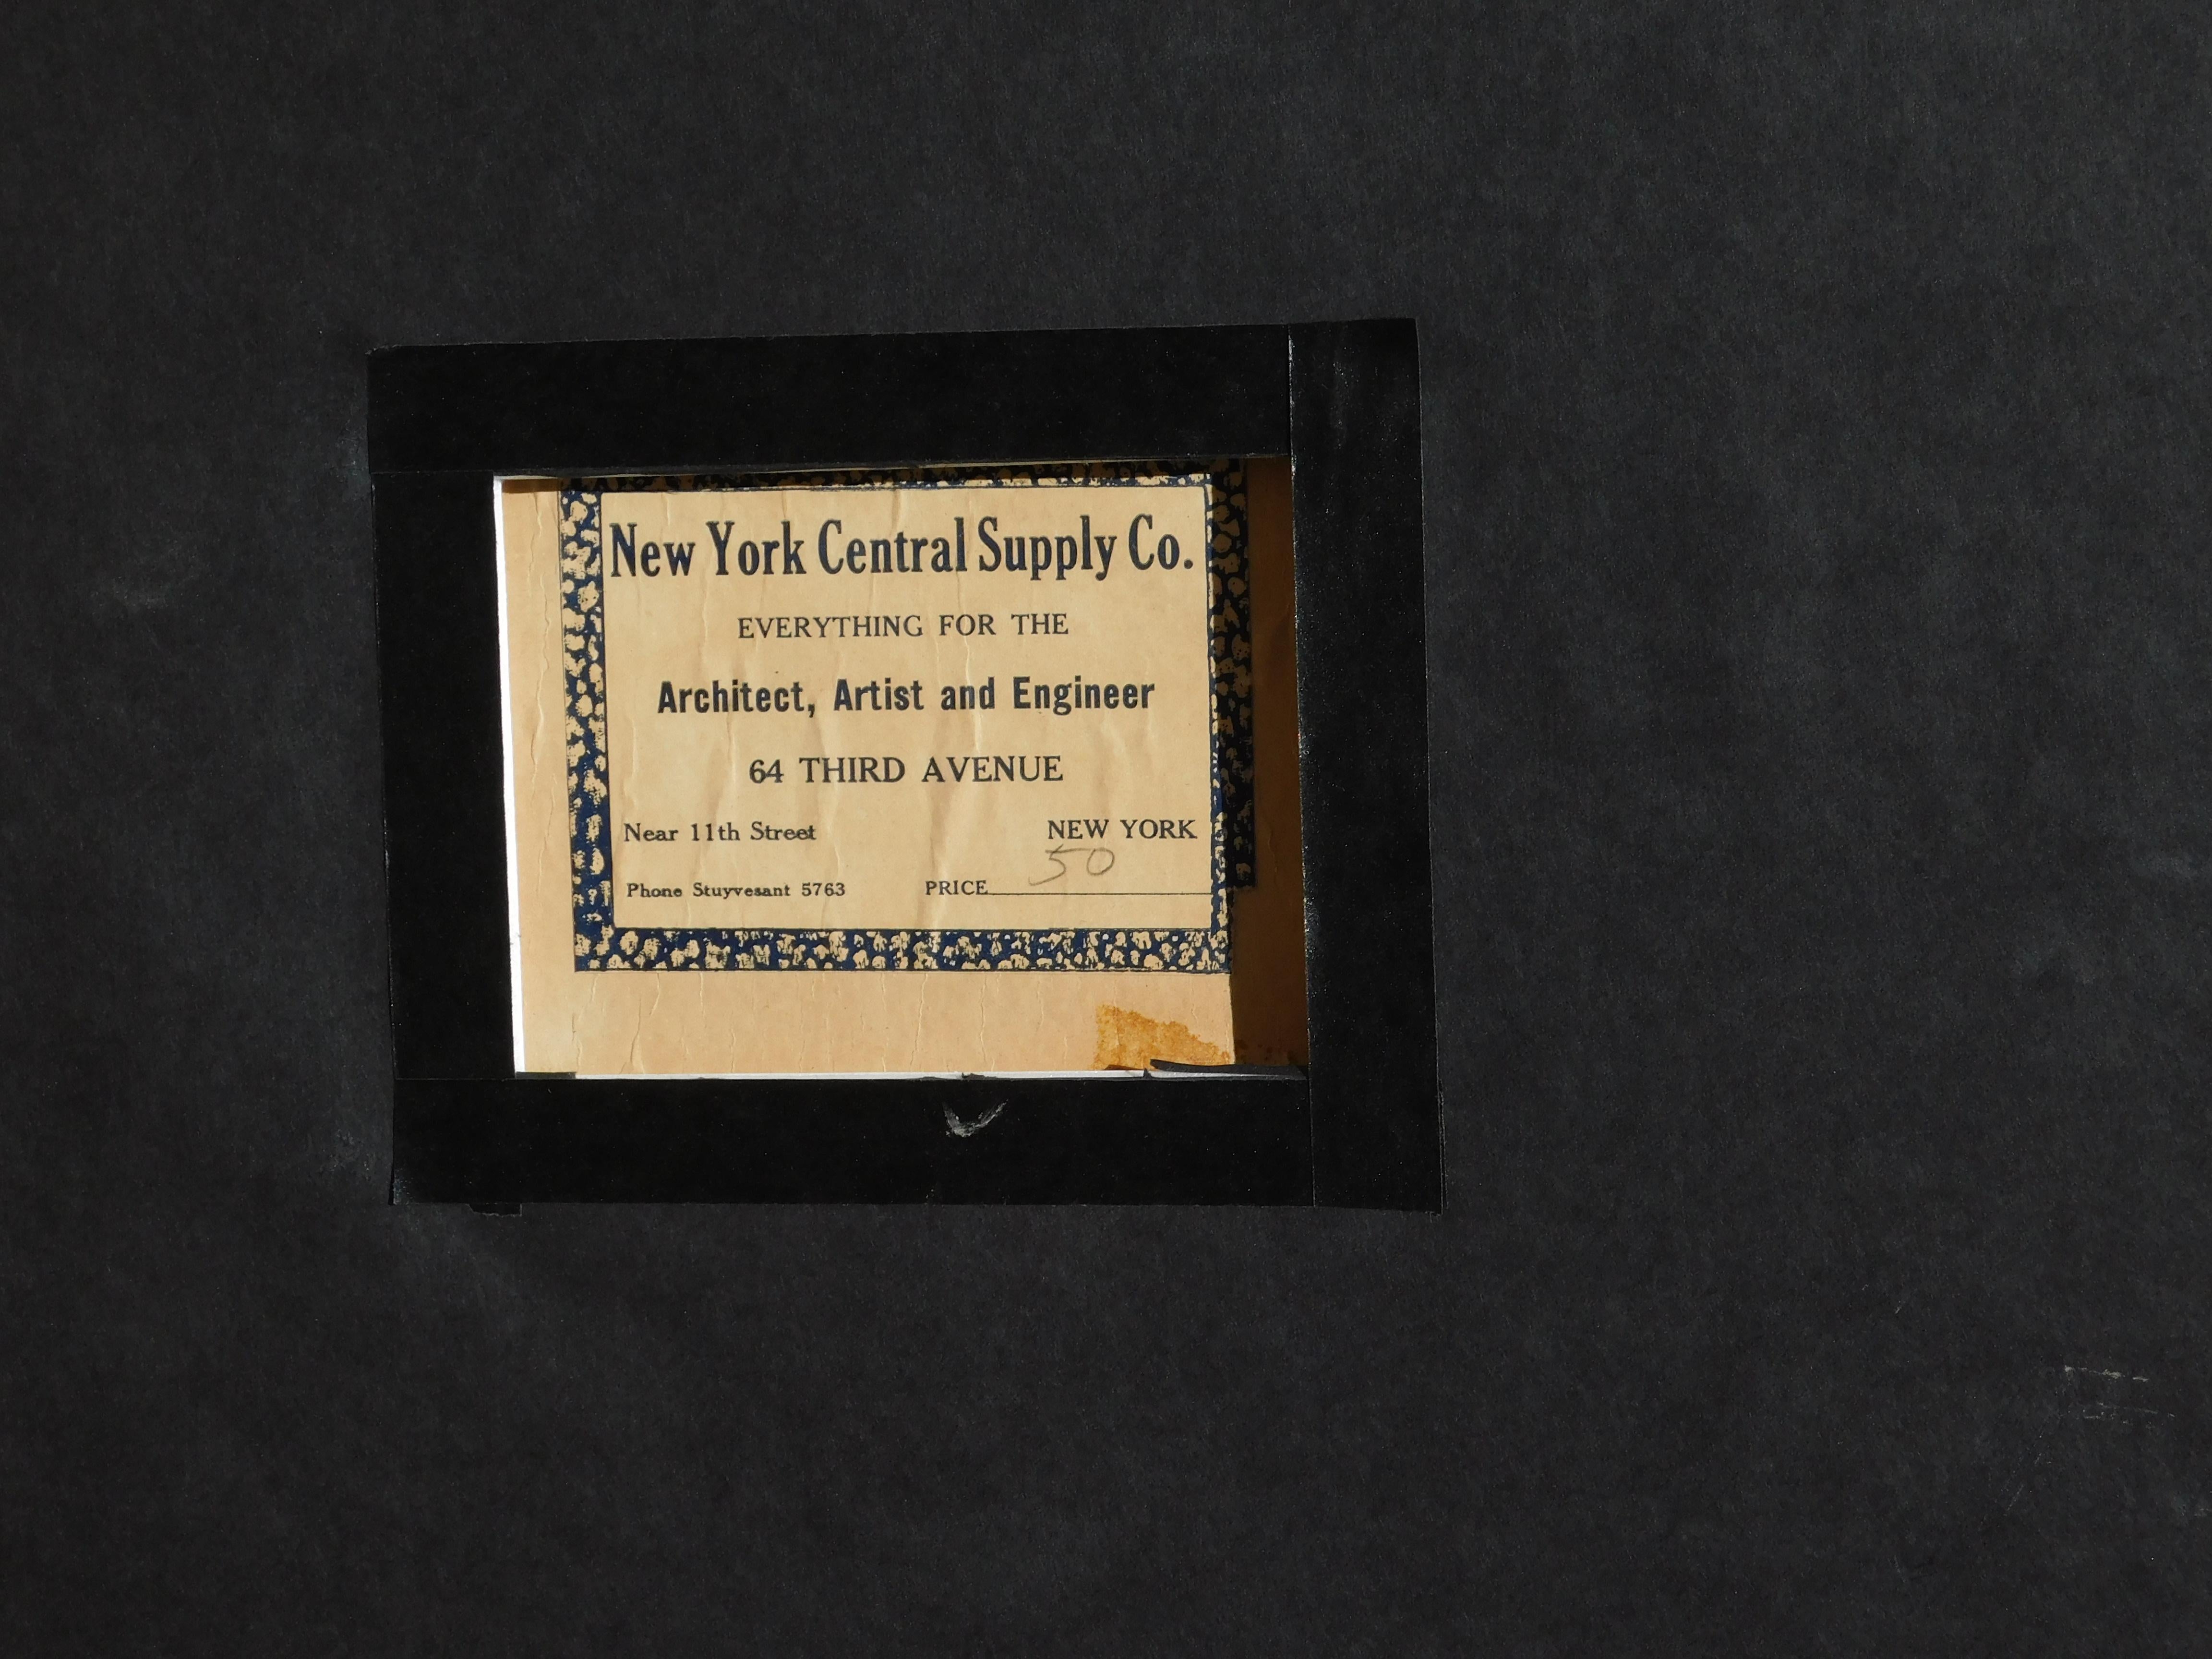 New York Central Supply Co.
EVERYTHING FOR THE
Architect, Artist and Engineer
64 THIRD AVENUE
Near 11th Street NEW YORK
50
Phone Stuyvesant 5763 PRICE